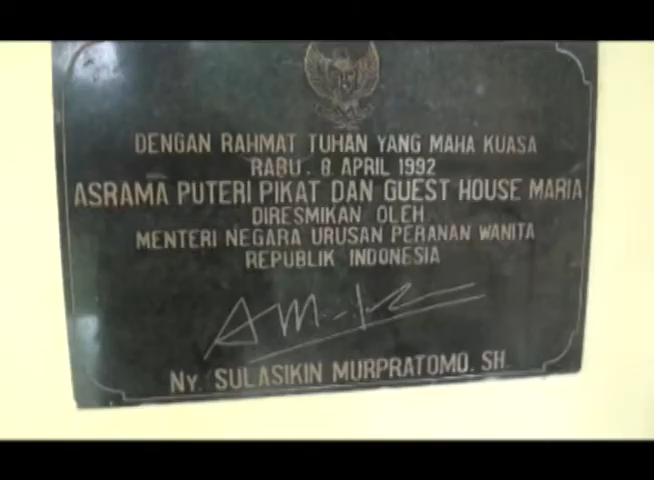 DENGAN RAHMAT TUHAN YANG MAHA KUASA
RABU, 8 APRIL 1992
ASRAMA PUTERI PIKAT DAN GUEST HOUSE MARIA
DIRESMIKAN OLEH
MENTERI NEGARA URUSAN PERANAN WANITA
REPUBLIK INDONESIA
NY. SULASIKIN MURPRATOMO. SH